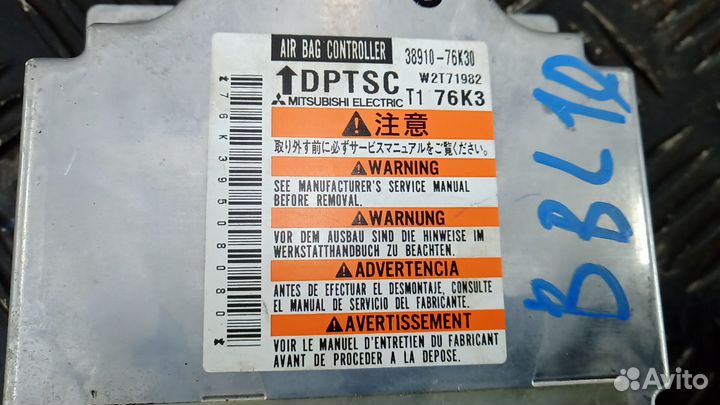 AIR BAG CONTROLLER 38910-76K30
↑DPTSC W2T71982
MITSUBISHI ELECTRIC T1 76K3
注意
取り外す前に必ずサービスマニュアルをご覧ください。
WARNING
SEE MANUFACTURER'S SERVICE MANUAL
BEFORE REMOVAL.
WARNUNG
VOR DEM AUSBAU SIND DIE HINWEISE IM
WERKSTATTHANDBUCH ZU BEACHTEN.
ADVERTENCIA
ANTES DE EFECTUAR EL DESMONTAJE, CONSULTE
EL MANUAL DE SERVICIO DEL FABRICANTE.
AVERTISSEMENT
VOIR LE MANUEL D'ENTRETIEN DU FABRICANT
AVANT DE PROCEDER A LA DEPOSE.
*76K39508080*
Avito